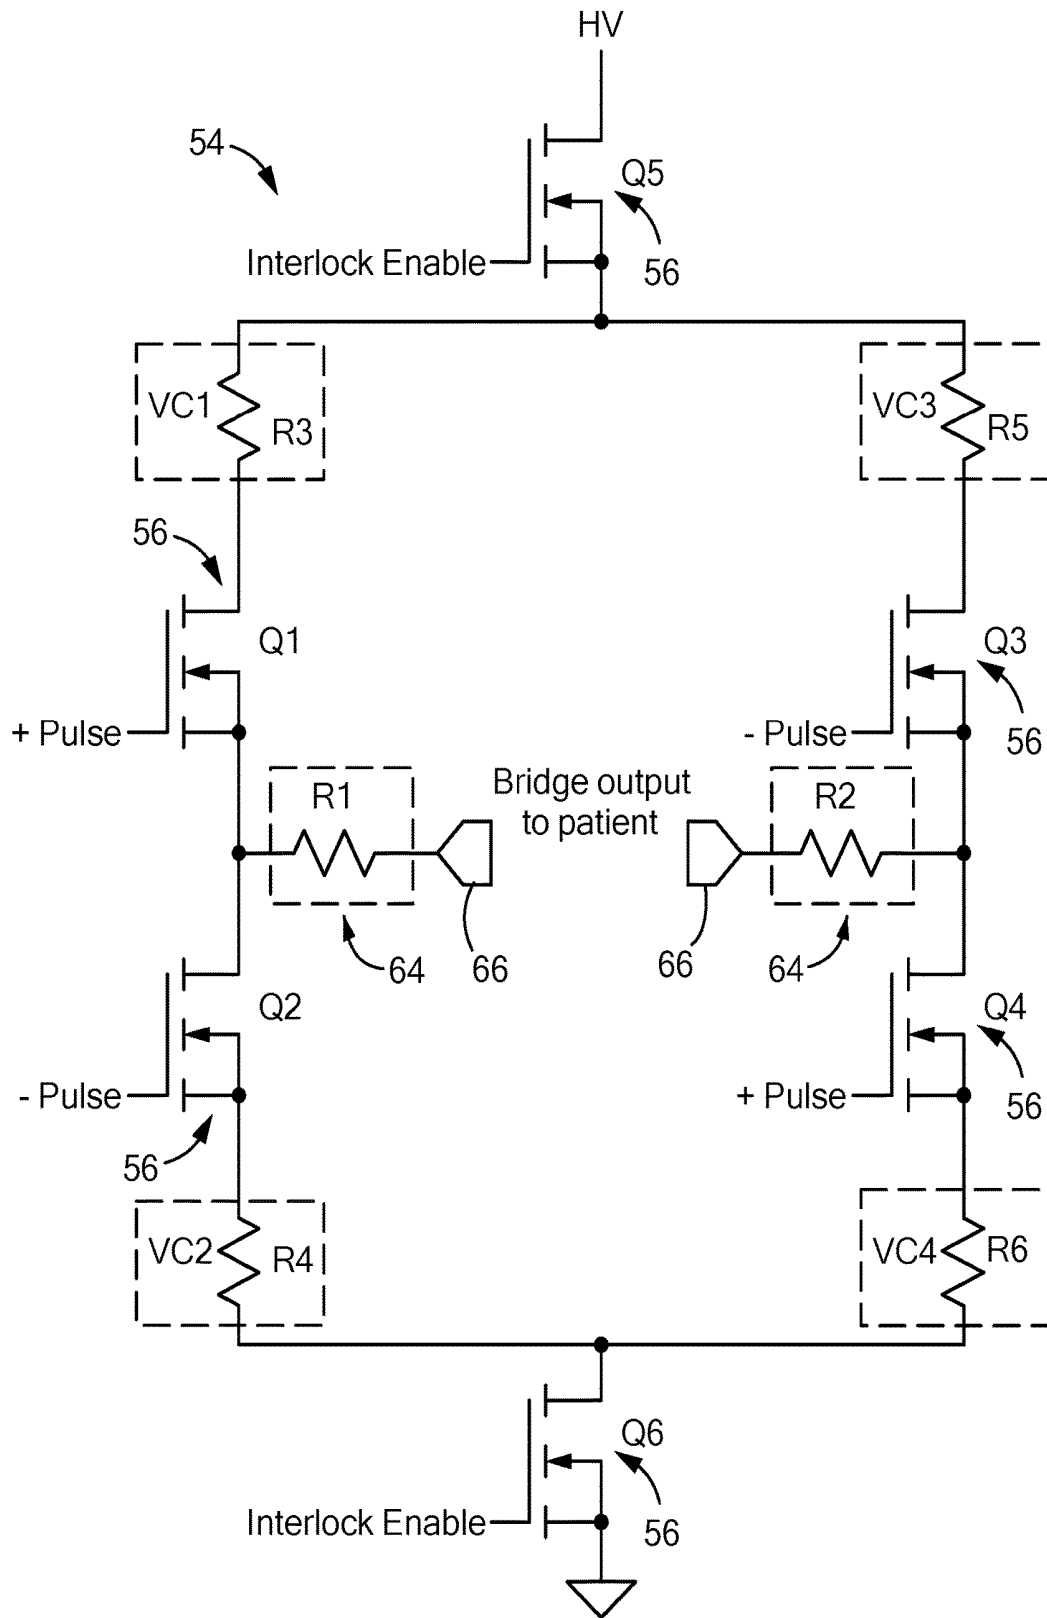 HV
54
Q5
Interlock Enable
56
VC1
R3
VC3
R5
56
Q1
Q3
+ Pulse
- Pulse
56
R1
Bridge output
to patient
R2
64
66
66
64
Q2
Q4
- Pulse
+ Pulse
56
56
VC2
R4
VC4
R6
Q6
Interlock Enable
56